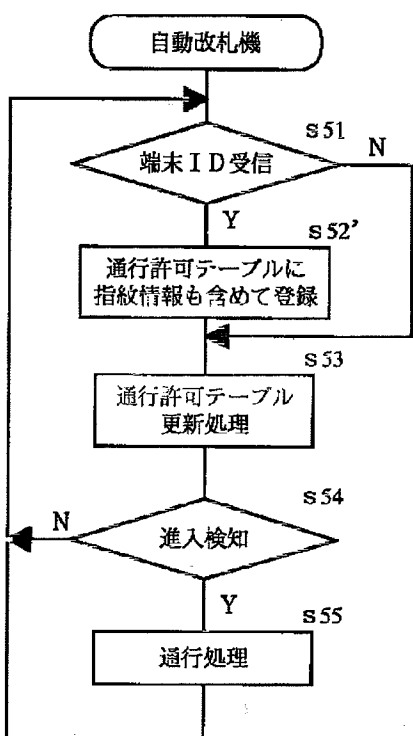 自動改札機
s51
端末ID受信
N
Y
s52’
通行許可テーブルに
指紋情報も含めて登録
s53
通行許可テーブル
更新処理
s54
N
進入検知
Y
s55
通行処理